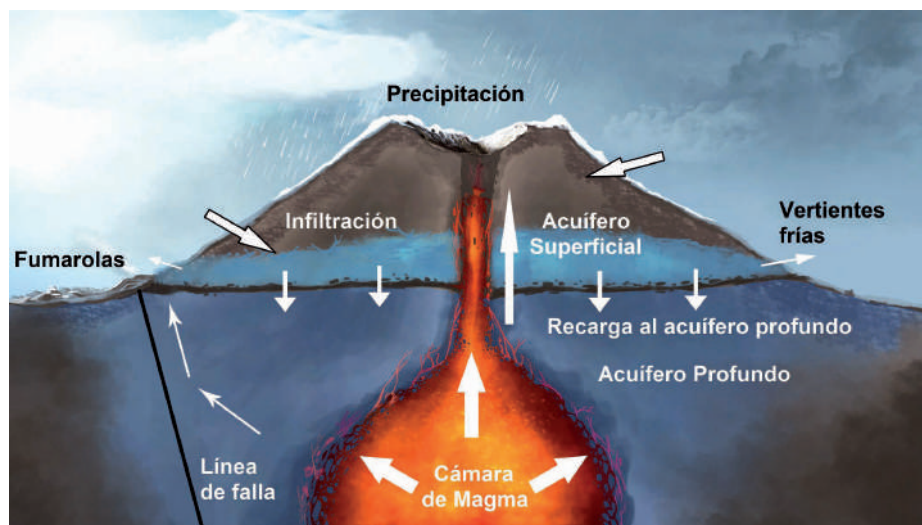 Precipitación
Infiltración
Acuífero
Superficial
Vertientes
frías
Fumarolas
Recarga al acuífero profundo
Acuífero Profundo
Línea
de falla
Cámara
de Magma